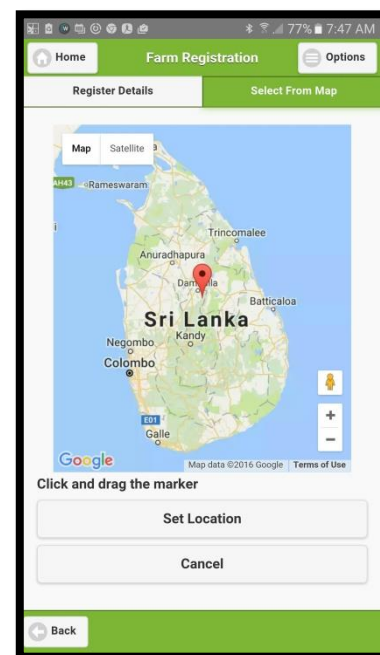 77% 7:47 AM
Home
Farm Registration
Options
Register Details
Select From Map
Map
Satellite
AH43
Rameswaram
Trincomalee
Anuradhapura
Sri Lanka
Batticaloa
Negombo
Kandy
Colombo
E01
Galle
Google
Map data ©2016 Google
Terms of Use
Click and drag the marker
Set Location
Cancel
Back